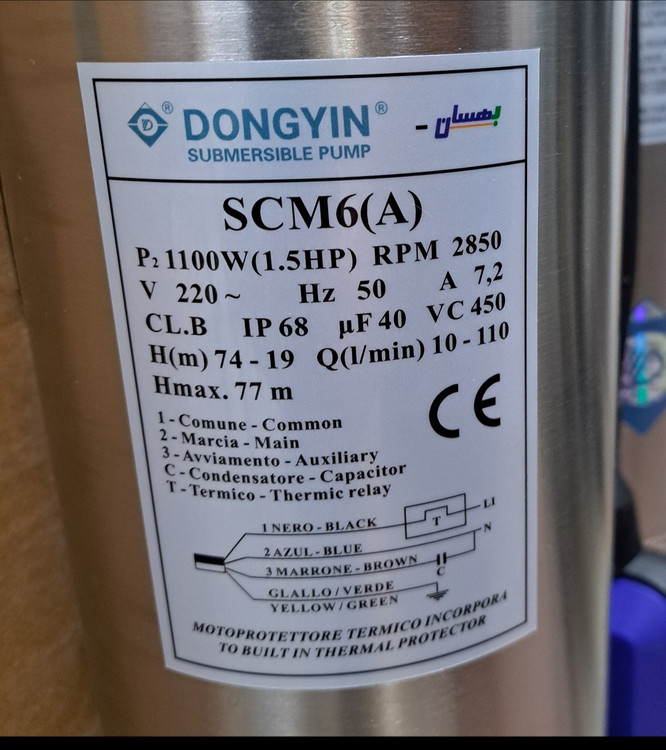 DONGYIN® - بهسان
SUBMERSIBLE PUMP
SCM6(A)
P2 1100W(1.5HP) RPM 2850
V 220~ Hz 50 A 7,2
CL.B IP 68 µF 40 VC 450
H(m) 74 - 19 Q(l/min) 10 - 110
Hmax. 77 m
CE
1 - Comune - Common
2 - Marcia - Main
3 - Avviamento - Auxiliary
C - Condensatore - Capacitor
T - Termico - Thermic relay
1 NERO - BLACK T L1
2 AZUL - BLUE N
3 MARRONE - BROWN C
GLALLO / VERDE
YELLOW / GREEN
MOTOPROTETTORE TERMICO INCORPORA
TO BUILT IN THERMAL PROTECTOR